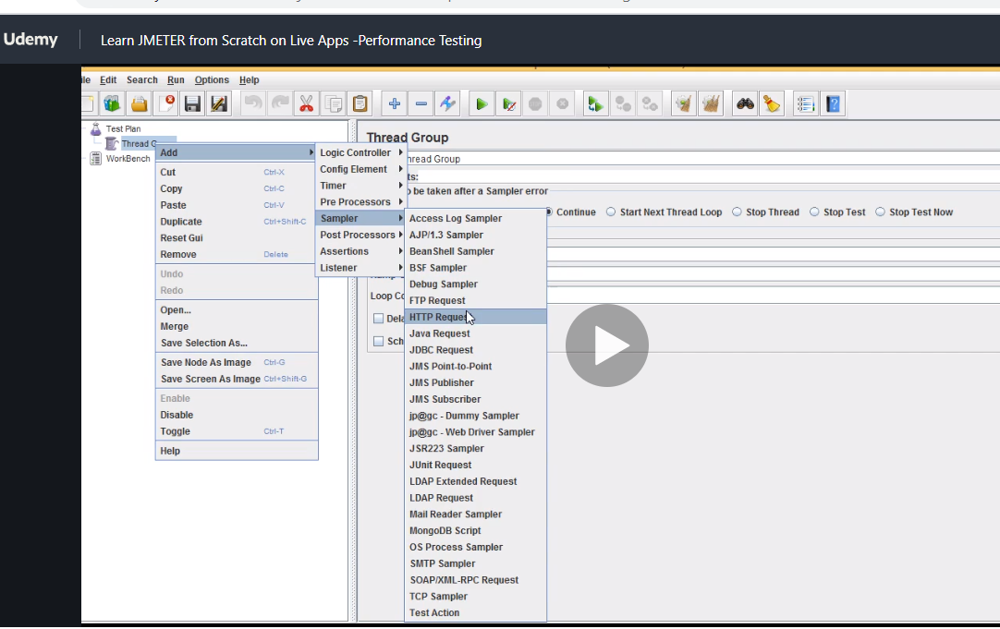 Udemy
Learn JMETER from Scratch on Live Apps -Performance Testing
Edit Search Run Options Help
Test Plan
Thread G
WorkBench
Add
Cut Ctrl-X
Copy Ctrl-C
Paste Ctrl-V
Duplicate Ctrl+Shift-C
Reset Gui
Remove Delete
Undo
Redo
Open...
Merge
Save Selection As...
Save Node As Image Ctrl-G
Save Screen As Image Ctrl+Shift-G
Enable
Disable
Toggle Ctrl-T
Help
Logic Controller
Config Element
Timer
Pre Processors
Sampler
Post Processors
Assertions
Listener
Access Log Sampler
AJP/1.3 Sampler
BeanShell Sampler
BSF Sampler
Debug Sampler
FTP Request
HTTP Reques
Java Request
JDBC Request
JMS Point-to-Point
JMS Publisher
JMS Subscriber
jp@gc - Dummy Sampler
jp@gc - Web Driver Sampler
JSR223 Sampler
JUnit Request
LDAP Extended Request
LDAP Request
Mail Reader Sampler
MongoDB Script
OS Process Sampler
SMTP Sampler
SOAP/XML-RPC Request
TCP Sampler
Test Action
Thread Group
hread Group
ts:
be taken after a Sampler error
Continue Start Next Thread Loop Stop Thread Stop Test Stop Test Now
Loop Co
Dela
Sch